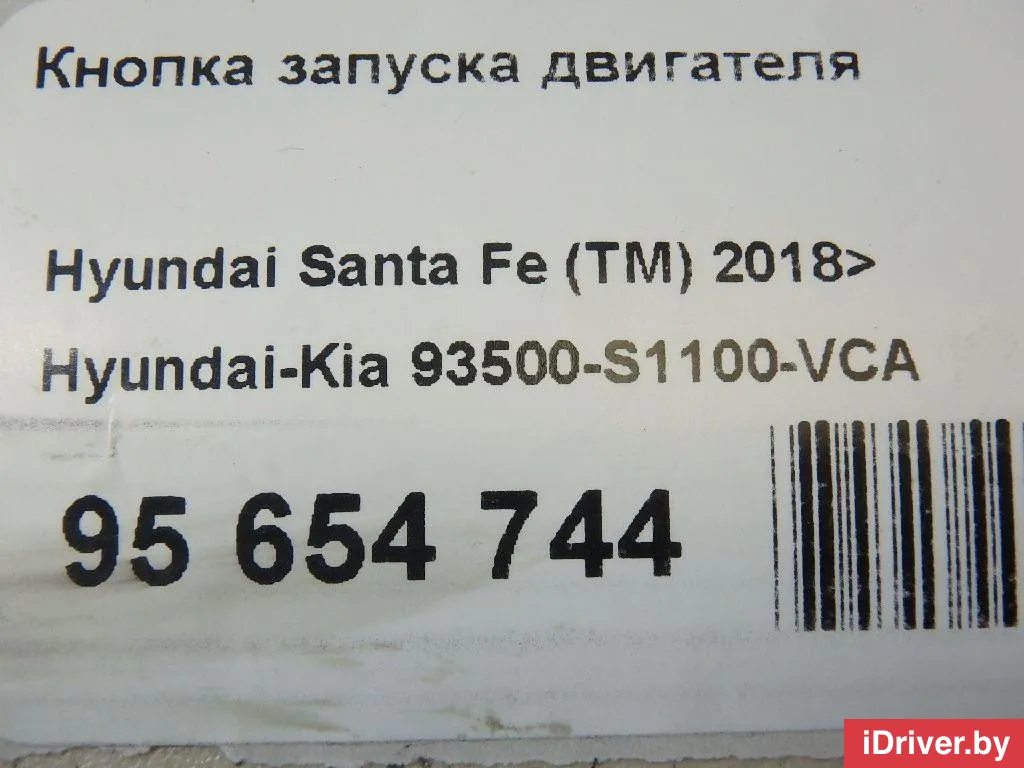 Кнопка запуска двигателя
Hyundai Santa Fe (TM) 2018>
Hyundai-Kia 93500-S1100-VCA
95 654 744
iDriver.by